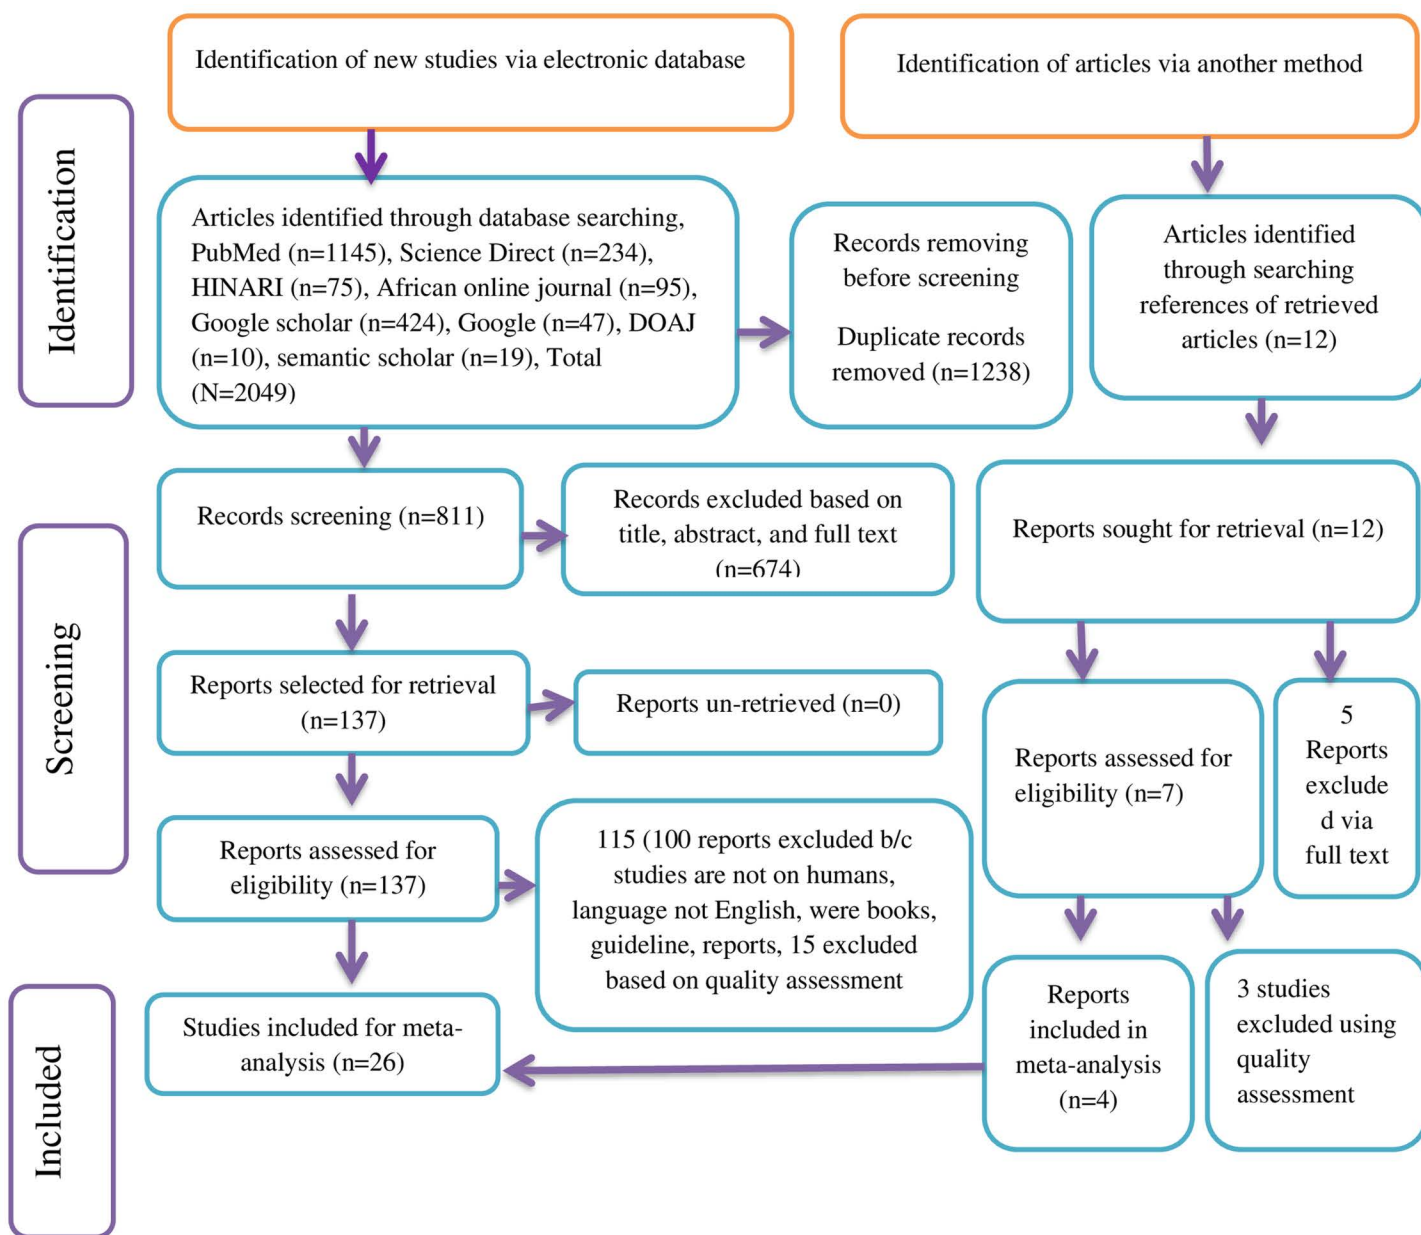 Identification of new studies via electronic database
Identification of articles via another method
Identification
Articles identified through database searching,
PubMed (n=1145), Science Direct (n=234),
HINARI (n=75), African online journal (n=95),
Google scholar (n=424), Google (n=47), DOAJ
(n=10), semantic scholar (n=19), Total
(N=2049)
Records removing
before screening
Duplicate records
removed (n=1238)
Articles identified
through searching
references of retrieved
articles (n=12)
Screening
Records screening (n=811)
Records excluded based on
title, abstract, and full text
(n=674)
Reports sought for retrieval (n=12)
Reports selected for retrieval
(n=137)
Reports un-retrieved (n=0)
Reports assessed for
eligibility (n=7)
5
Reports
exclude
d via
full text
Reports assessed for
eligibility (n=137)
115 (100 reports excluded b/c
studies are not on humans,
language not English, were books,
guideline, reports, 15 excluded
based on quality assessment
Included
Studies included for meta-
analysis (n=26)
Reports
included in
meta-analysis
(n=4)
3 studies
excluded using
quality
assessment